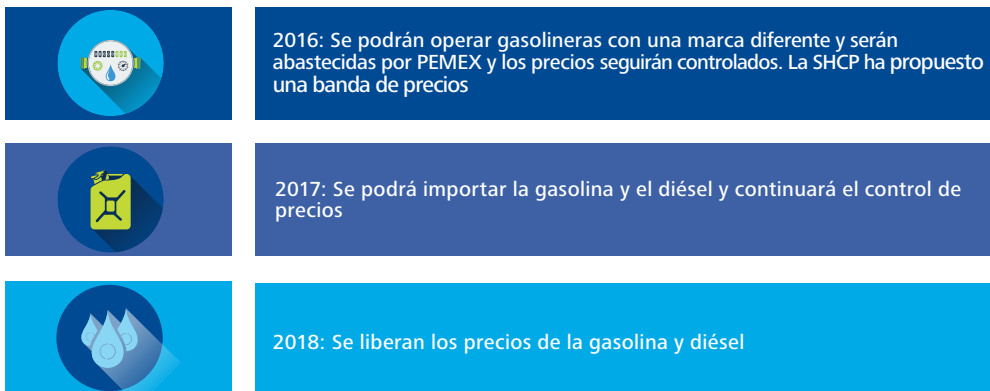 2016: Se podrán operar gasolineras con una marca diferente y serán
abastecidas por PEMEX y los precios seguirán controlados. La SHCP ha propuesto
una banda de precios
2017: Se podrá importar la gasolina y el diésel y continuará el control de
precios
2018: Se liberan los precios de la gasolina y diésel